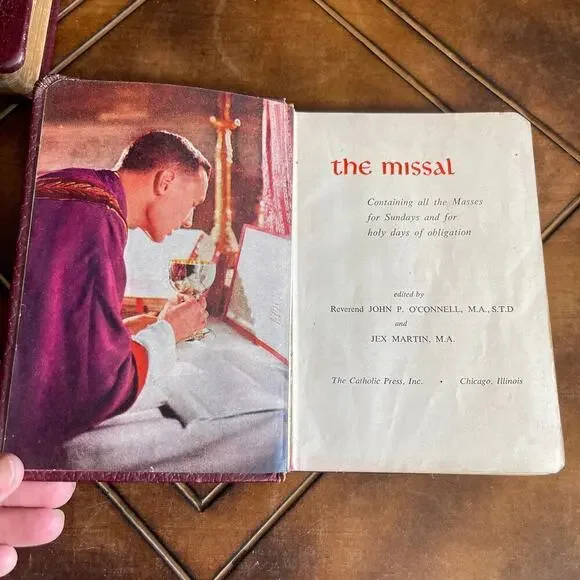 the missal
Containing all the Masses
for Sundays and for
holy days of obligation
edited by
Reverend JOHN P. O'CONNELL, M.A., S.T.D
and
JEX MARTIN, M.A.
The Catholic Press, Inc. • Chicago, Illinois